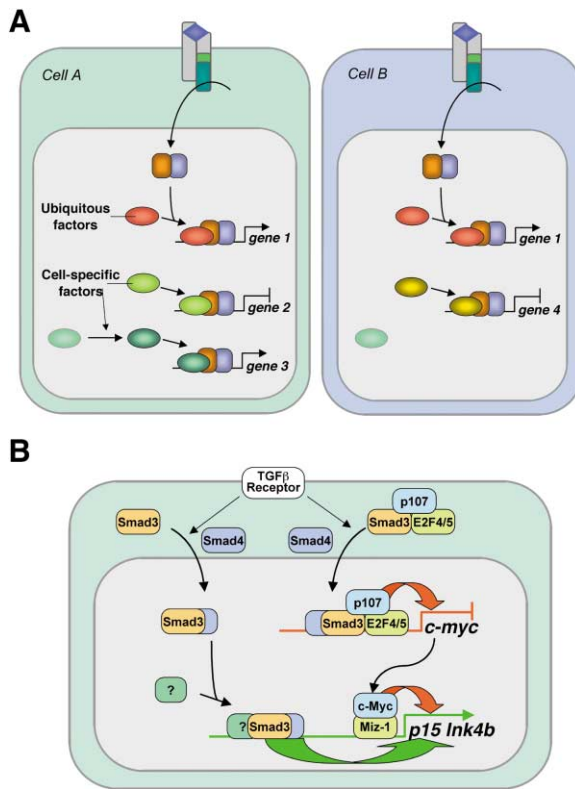 A
Cell A
Cell B
Ubiquitous
factors
gene 1
gene 1
Cell-specific
factors
gene 2
gene 4
gene 3
B
TGFβ
Receptor
p107
Smad3
Smad3
E2F4/5
Smad4
Smad4
p107
Smad3
Smad3
E2F4/5
c-myc
?
c-Myc
?
Smad3
Miz-1
p15 Ink4b